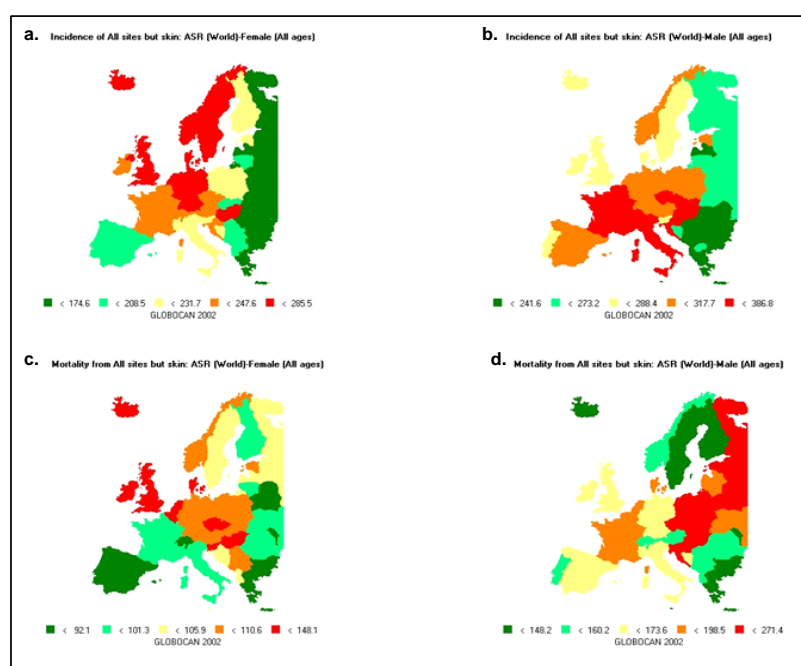 a. Incidence of All sites but skin: ASR (World)-Female (All ages)
b. Incidence of All sites but skin: ASR (World)-Male (All ages)
< 174.6 < 208.5 < 231.7 < 247.6 < 285.5
GLOBOCAN 2002
< 241.6 < 273.2 < 288.4 < 317.7 < 386.8
GLOBOCAN 2002
c. Mortality from All sites but skin: ASR (World)-Female (All ages)
d. Mortality from All sites but skin: ASR (World)-Male (All ages)
< 92.1 < 101.3 < 105.9 < 110.6 < 148.1
GLOBOCAN 2002
< 148.2 < 160.2 < 173.6 < 198.5 < 271.4
GLOBOCAN 2002